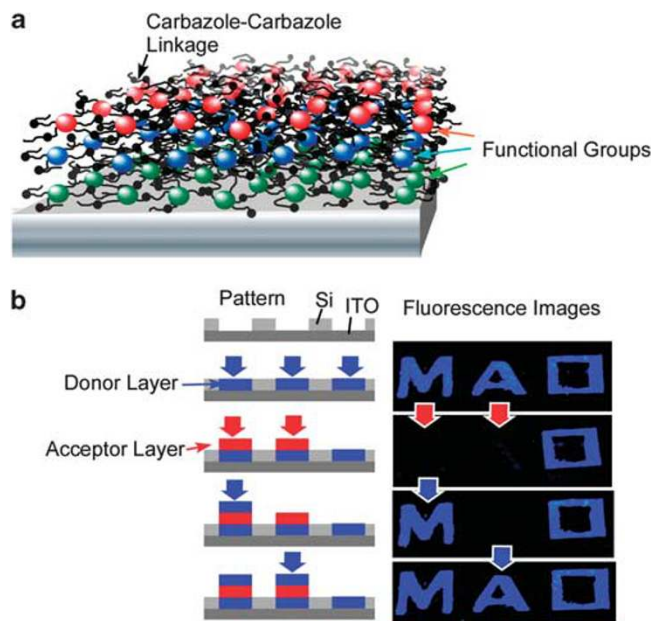 a
Carbazole-Carbazole
Linkage
Functional Groups
b
Pattern
Si
ITO
Fluorescence Images
Donor Layer
Acceptor Layer
M A
M
M A